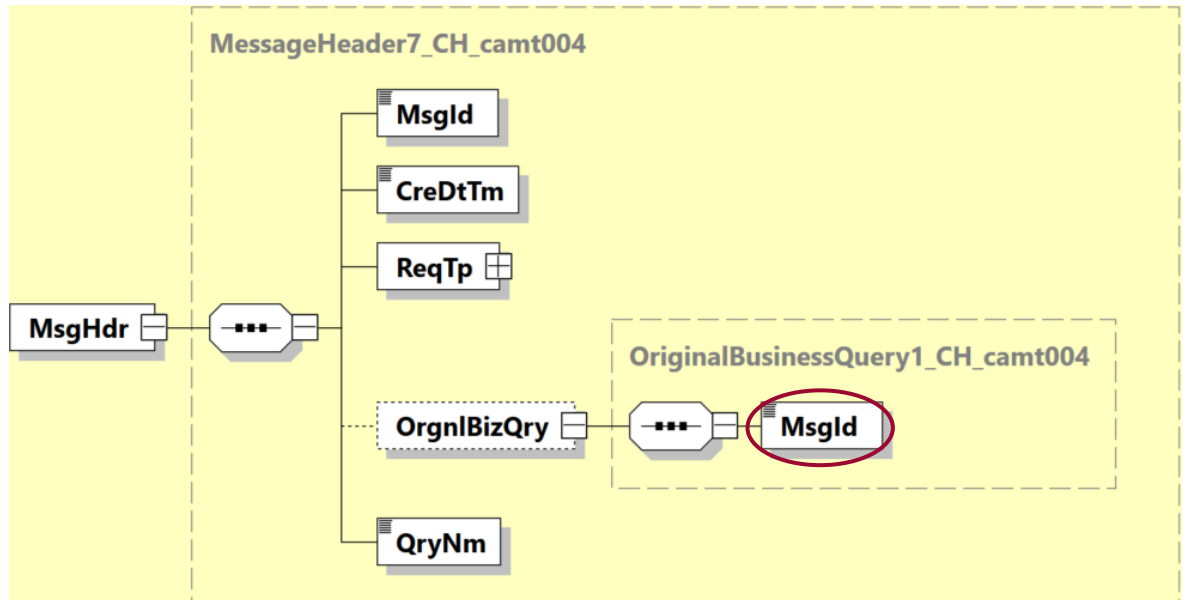 MessageHeader7_CH_camt004
MsgId
CreDtTm
ReqTp
MsgHdr
OriginalBusinessQuery1_CH_camt004
OrgnlBizQry
MsgId
QryNm